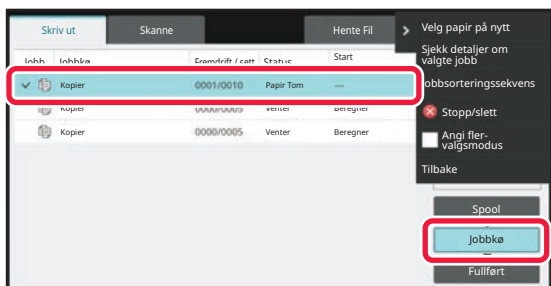 Skriv ut Skanne Hente Fil
Jobb Jobbkø Fremdrift / sett Status Start
Kopier 0001/0010 Papir Tom ---
Kopier 0000/0005 Venter Beregner
Kopier 0000/0005 Venter Beregner
Velg papir på nytt
Sjekk detaljer om
valgte jobb
Jobbsorteringssekvens
Stopp/slett
Angi fler-
valgsmodus
Tilbake
Spool
Jobbkø
Fullført